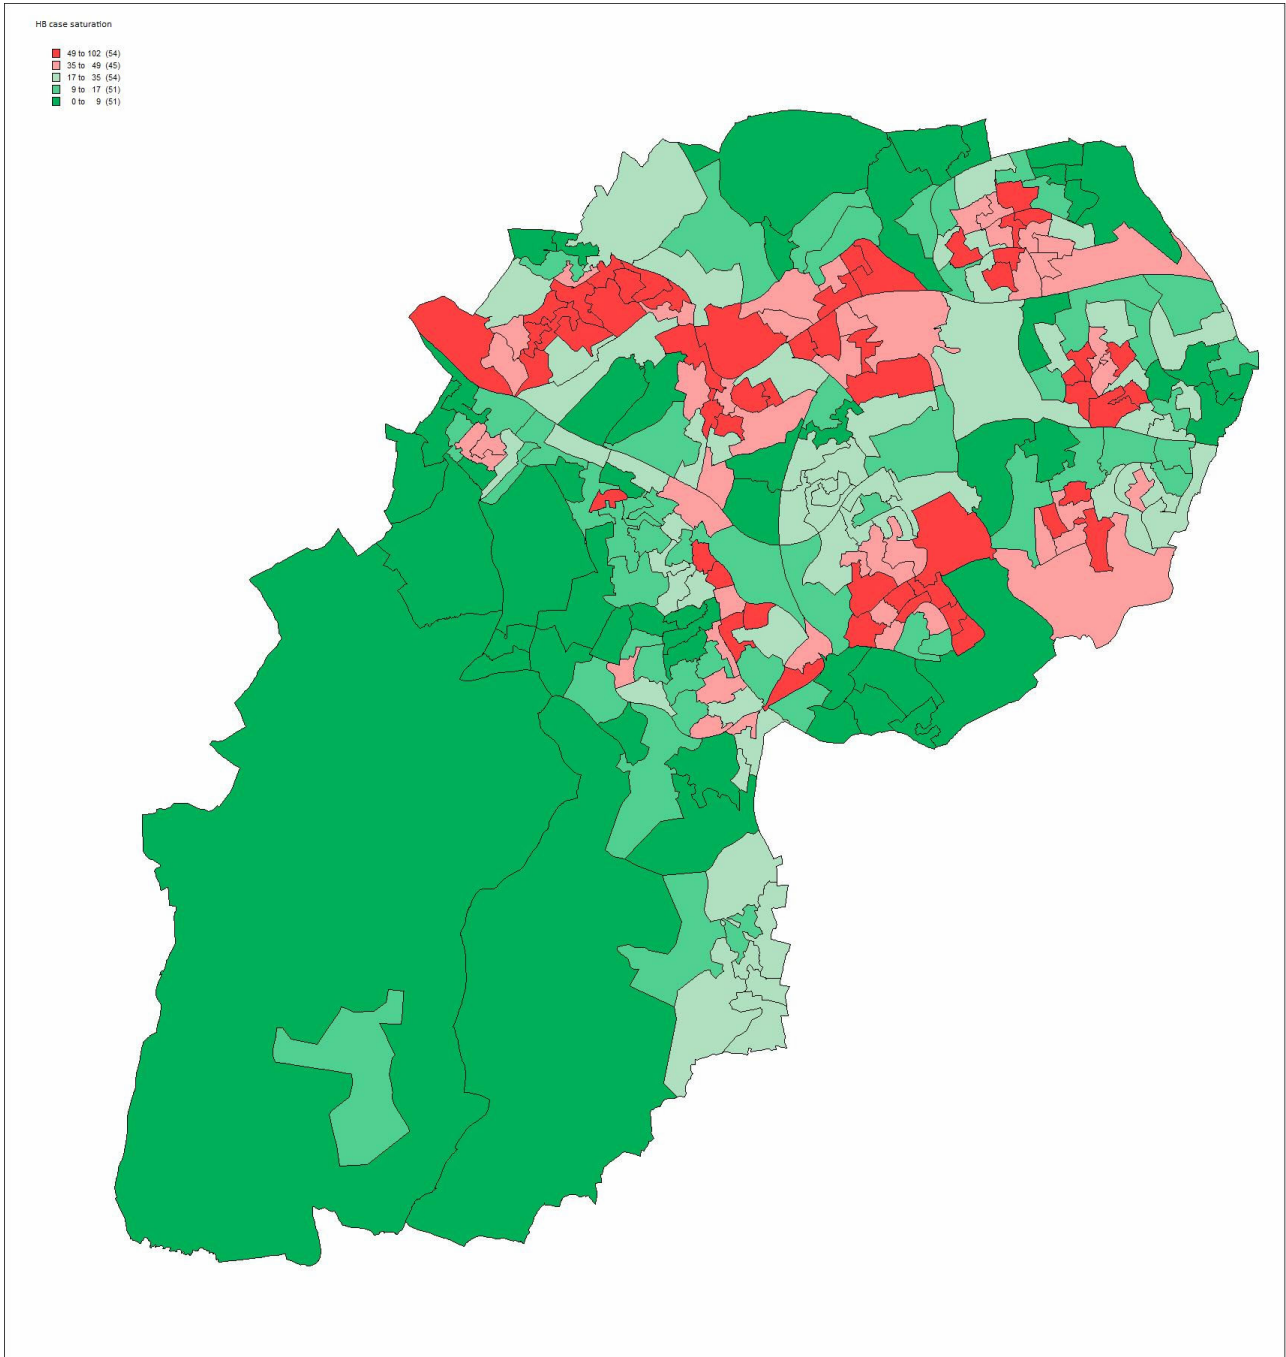 HB case saturation
49 to 102 (54)
35 to 49 (45)
17 to 35 (54)
9 to 17 (51)
0 to 9 (51)